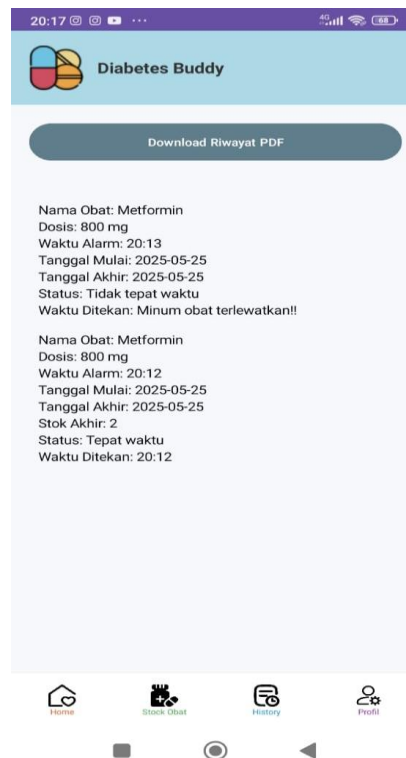 20:17
4G
68
Diabetes Buddy
Download Riwayat PDF
Nama Obat: Metformin
Dosis: 800 mg
Waktu Alarm: 20:13
Tanggal Mulai: 2025-05-25
Tanggal Akhir: 2025-05-25
Status: Tidak tepat waktu
Waktu Ditekan: Minum obat terlewatkan!!
Nama Obat: Metformin
Dosis: 800 mg
Waktu Alarm: 20:12
Tanggal Mulai: 2025-05-25
Tanggal Akhir: 2025-05-25
Stok Akhir: 2
Status: Tepat waktu
Waktu Ditekan: 20:12
Home
Stock Obat
History
Profil